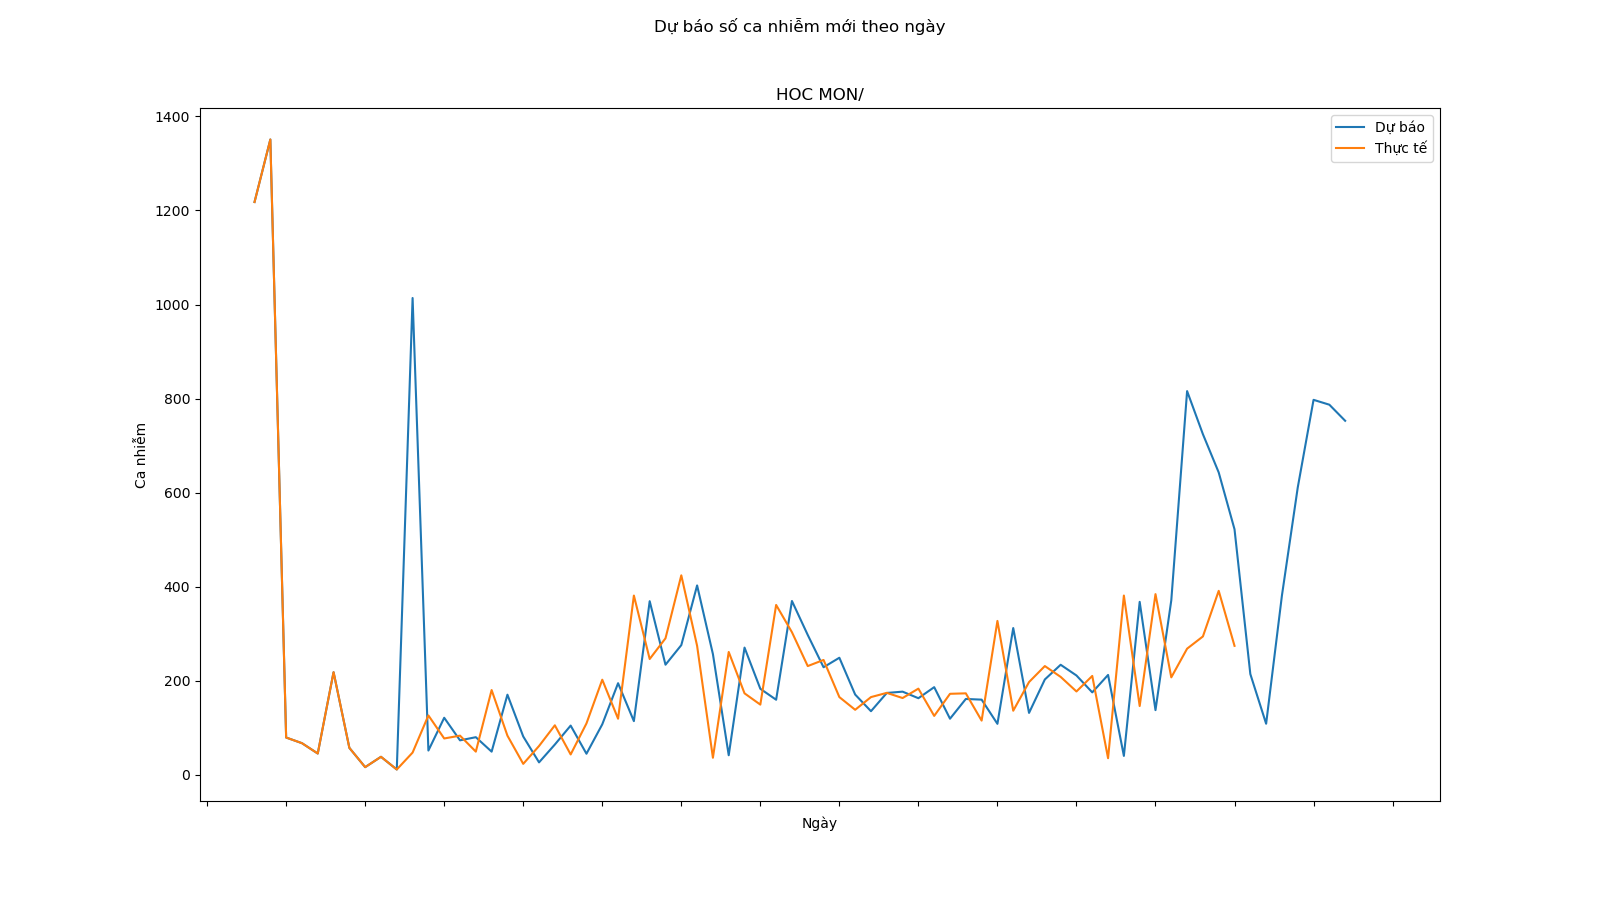 Dự báo số ca nhiễm mới theo ngày
HOC MON/
Dự báo
Thực tế
1400
1200
1000
800
600
400
200
0
Ca nhiễm
Ngày